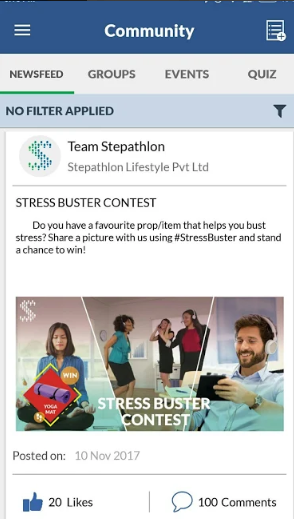 Community
NEWSFEED GROUPS EVENTS QUIZ
NO FILTER APPLIED
Team Stepathlon
Stepathlon Lifestyle Pvt Ltd
STRESS BUSTER CONTEST
Do you have a favourite prop/item that helps you bust
stress? Share a picture with us using #StressBuster and stand
a chance to win!
WIN
YOGA
MAT
STRESS BUSTER
CONTEST
Posted on: 10 Nov 2017
20 Likes
100 Comments